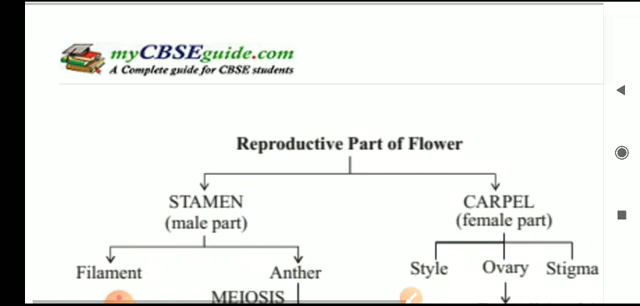 myCBSEguide.com
A Complete guide for CBSE students
Reproductive Part of Flower
STAMEN
(male part)
CARPEL
(female part)
Filament
Anther
Style
Ovary
Stigma
MEIOSIS